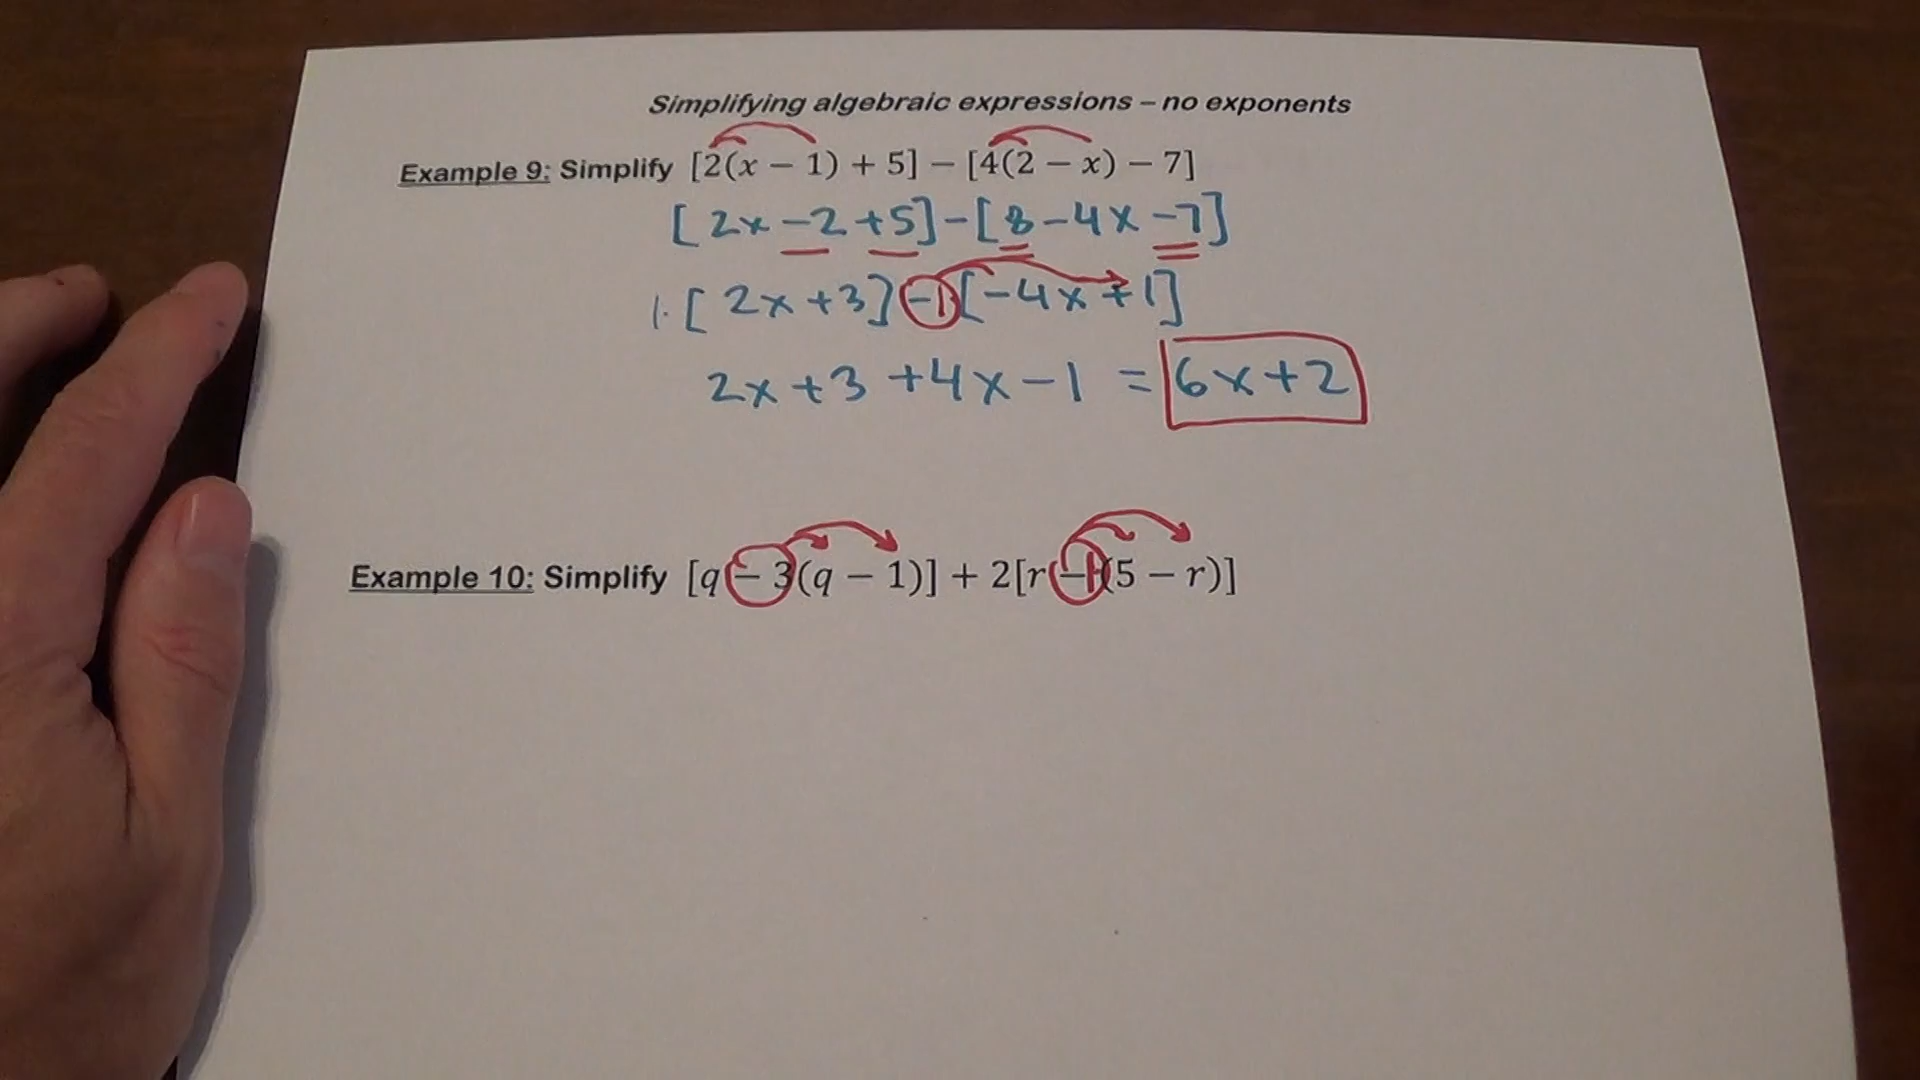 Simplifying algebraic expressions – no exponents
Example 9: Simplify [2(x − 1) + 5] − [4(2 − x) − 7]
[2x −2 +5] − [8 −4x −7]
1·[2x +3] −1[−4x +1]
2x +3 +4x −1 = 6x+2
Example 10: Simplify [q − 3(q − 1)] + 2[r −1(5 − r)]